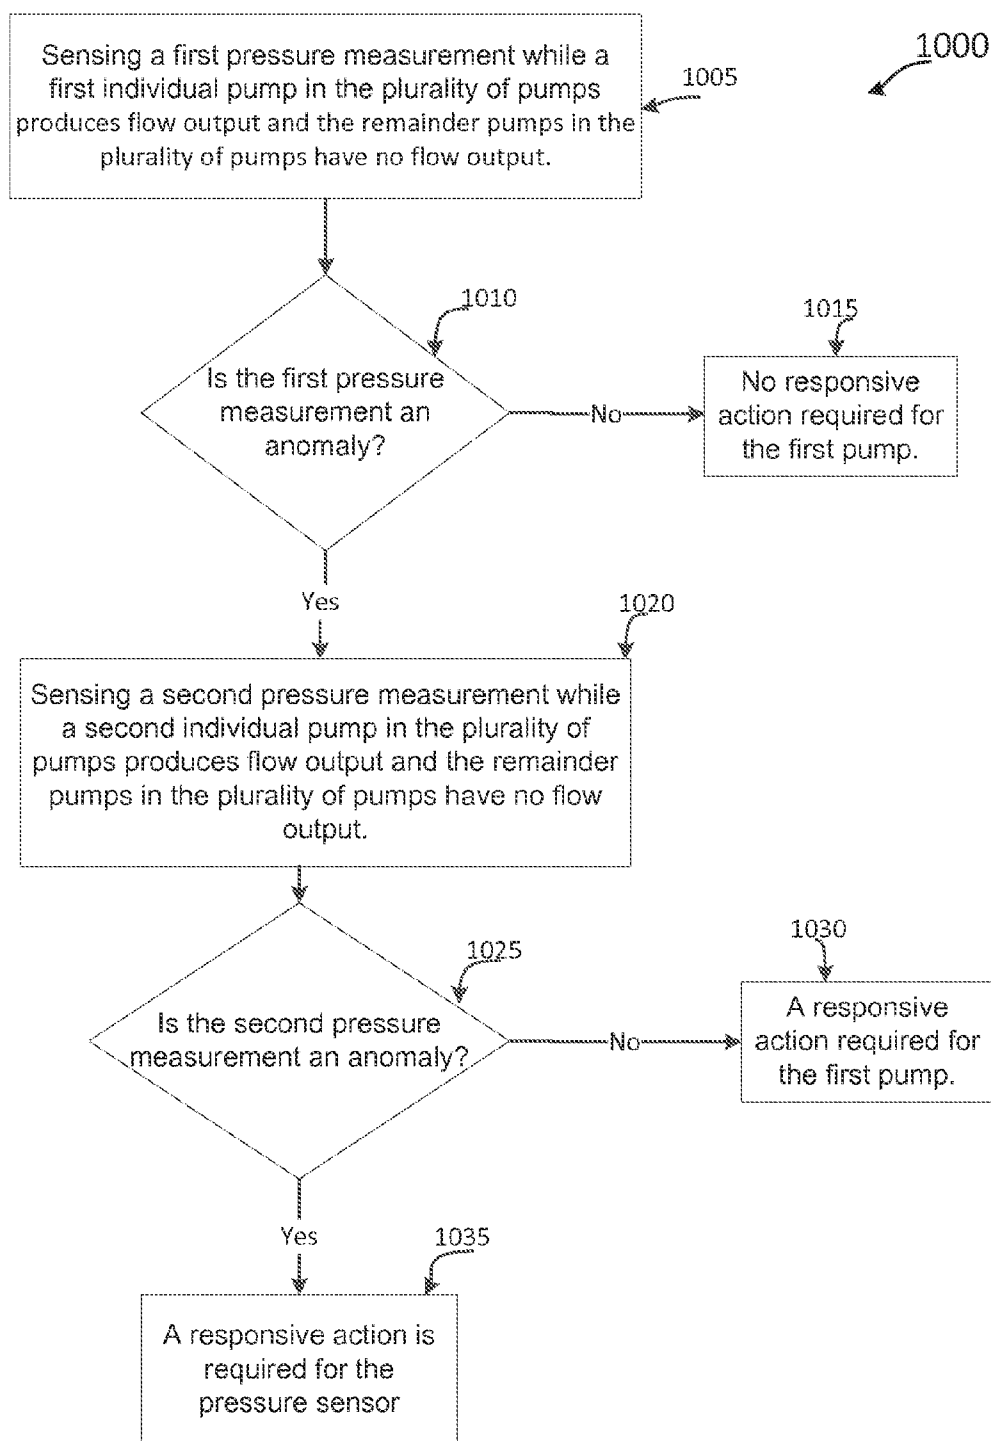 1000
Sensing a first pressure measurement while a
first individual pump in the plurality of pumps
produces flow output and the remainder pumps in the
plurality of pumps have no flow output.
1005
1010
Is the first pressure
measurement an
anomaly?
No
1015
No responsive
action required for
the first pump.
Yes
1020
Sensing a second pressure measurement while
a second individual pump in the plurality of
pumps produces flow output and the remainder
pumps in the plurality of pumps have no flow
output.
1025
Is the second pressure
measurement an anomaly?
No
1030
A responsive
action required for
the first pump.
Yes
1035
A responsive action is
required for the
pressure sensor